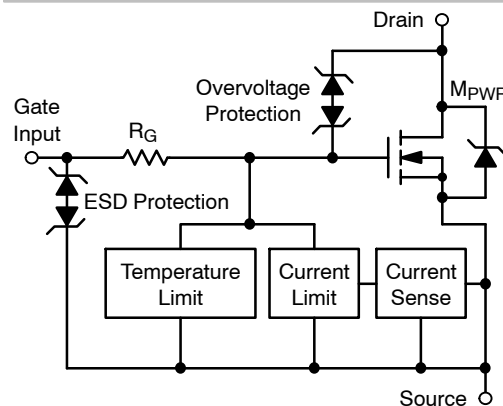 Drain
Overvoltage
Protection
MPWR
Gate
Input
RG
ESD Protection
Temperature
Limit
Current
Limit
Current
Sense
Source